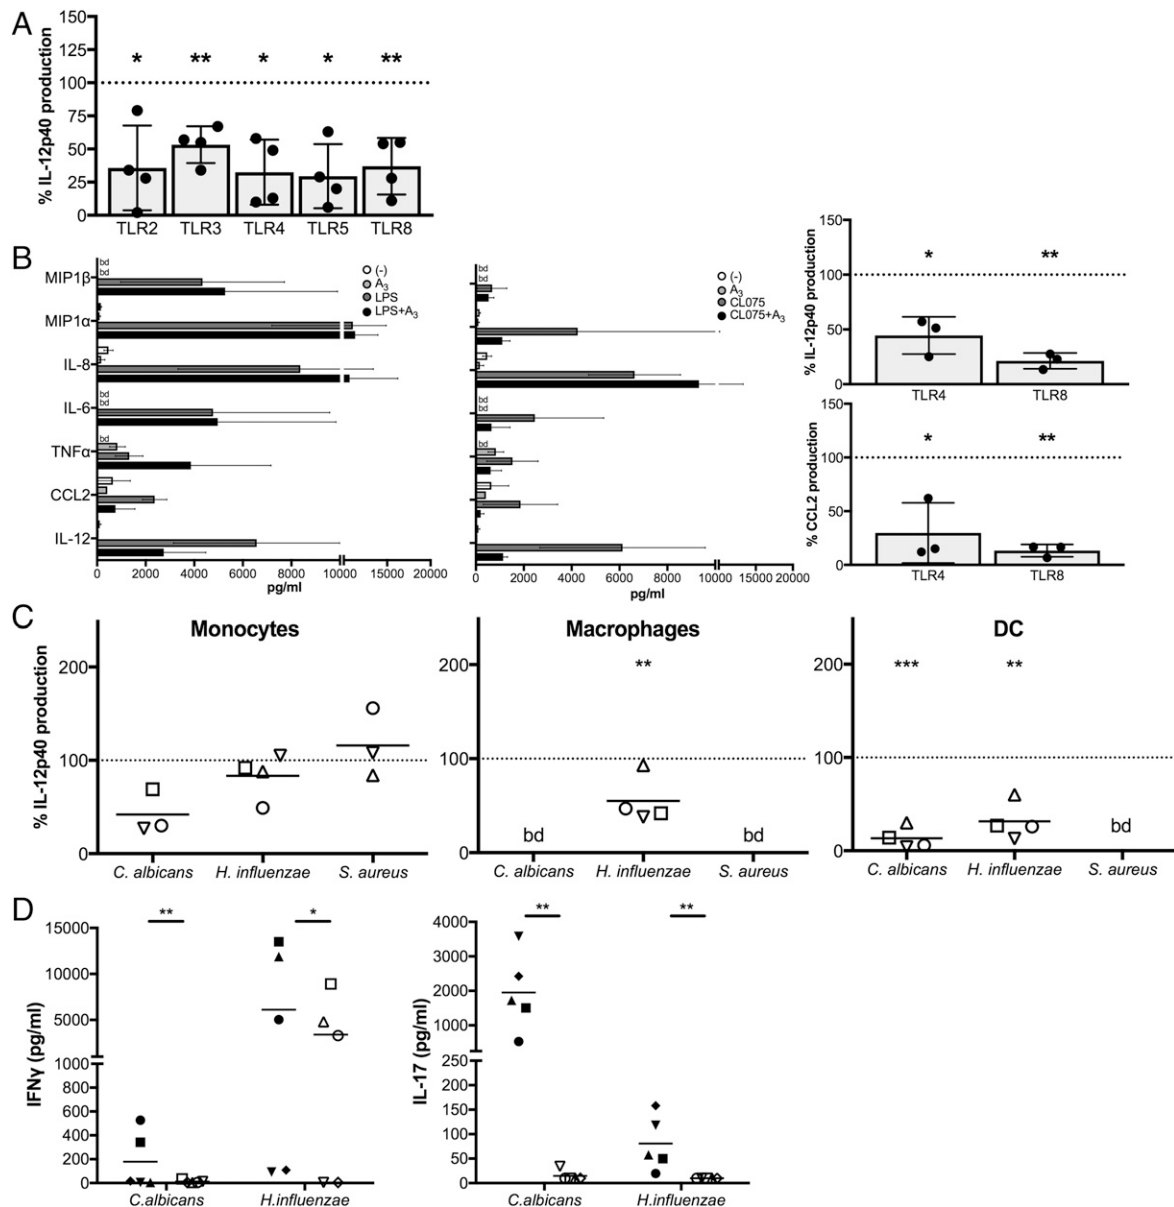 A
% IL-12p40 production
150
125
100
75
50
25
0
* ** * * **
TLR2 TLR3 TLR4 TLR5 TLR8
B
MIP1β
MIP1α
IL-8
IL-6
TNFα
CCL2
IL-12
bd
bd
bd
bd
bd
(-)
A3
LPS
LPS+A3
0 2000 4000 6000 8000 10000 15000 20000
pg/ml
bd
bd
bd
bd
bd
(-)
A3
CL075
CL075+A3
0 2000 4000 6000 8000 10000 15000 20000
pg/ml
% IL-12p40 production
150
100
50
0
* **
TLR4 TLR8
% CCL2 production
150
100
50
0
* **
TLR4 TLR8
C
% IL-12p40 production
Monocytes
200
100
0
C. albicans H. influenzae S. aureus
Macrophages
200
100
0
**
bd bd
C. albicans H. influenzae S. aureus
DC
200
100
0
*** **
bd
C. albicans H. influenzae S. aureus
D
IFNγ (pg/ml)
15000
10000
5000
1000
800
600
400
200
0
** *
C.albicans H.influenzae
IL-17 (pg/ml)
4000
3000
2000
1000
250
200
150
100
50
0
** **
C.albicans H.influenzae